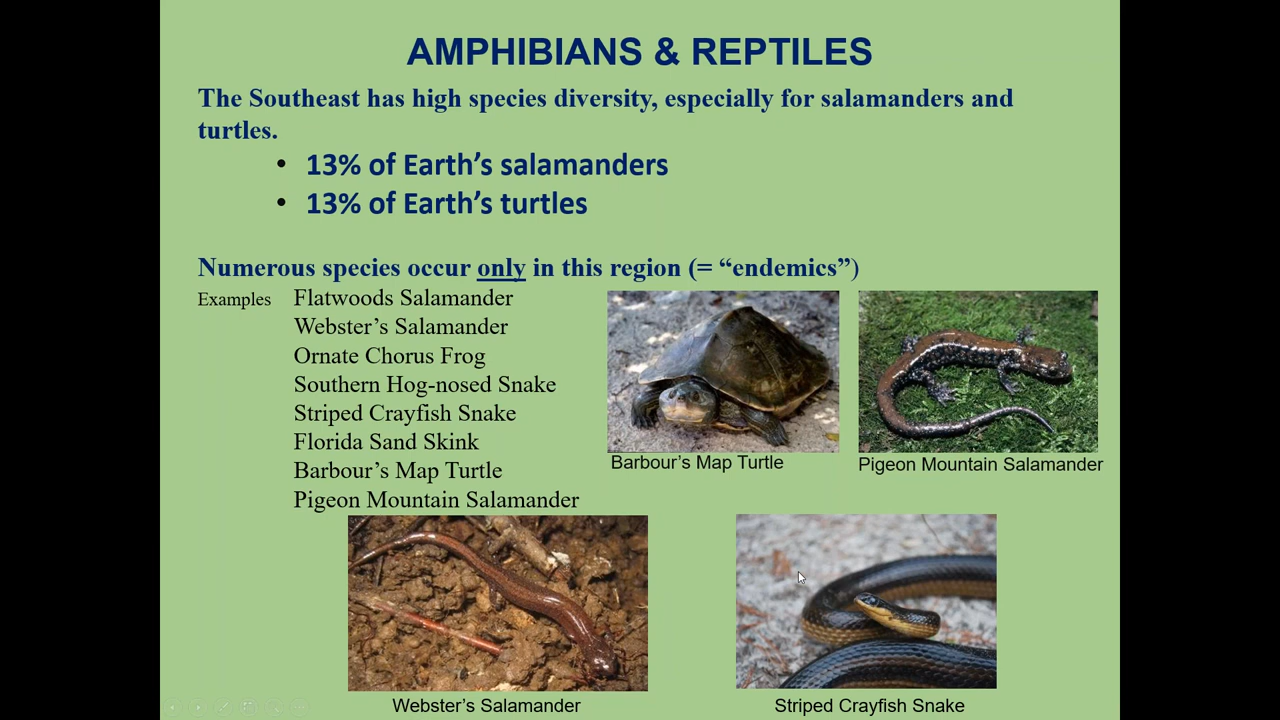 AMPHIBIANS & REPTILES
The Southeast has high species diversity, especially for salamanders and
turtles.
• 13% of Earth’s salamanders
• 13% of Earth’s turtles
Numerous species occur only in this region (= “endemics”)
Examples Flatwoods Salamander
Webster’s Salamander
Ornate Chorus Frog
Southern Hog-nosed Snake
Striped Crayfish Snake
Florida Sand Skink
Barbour’s Map Turtle
Pigeon Mountain Salamander
Barbour’s Map Turtle
Pigeon Mountain Salamander
Webster’s Salamander
Striped Crayfish Snake